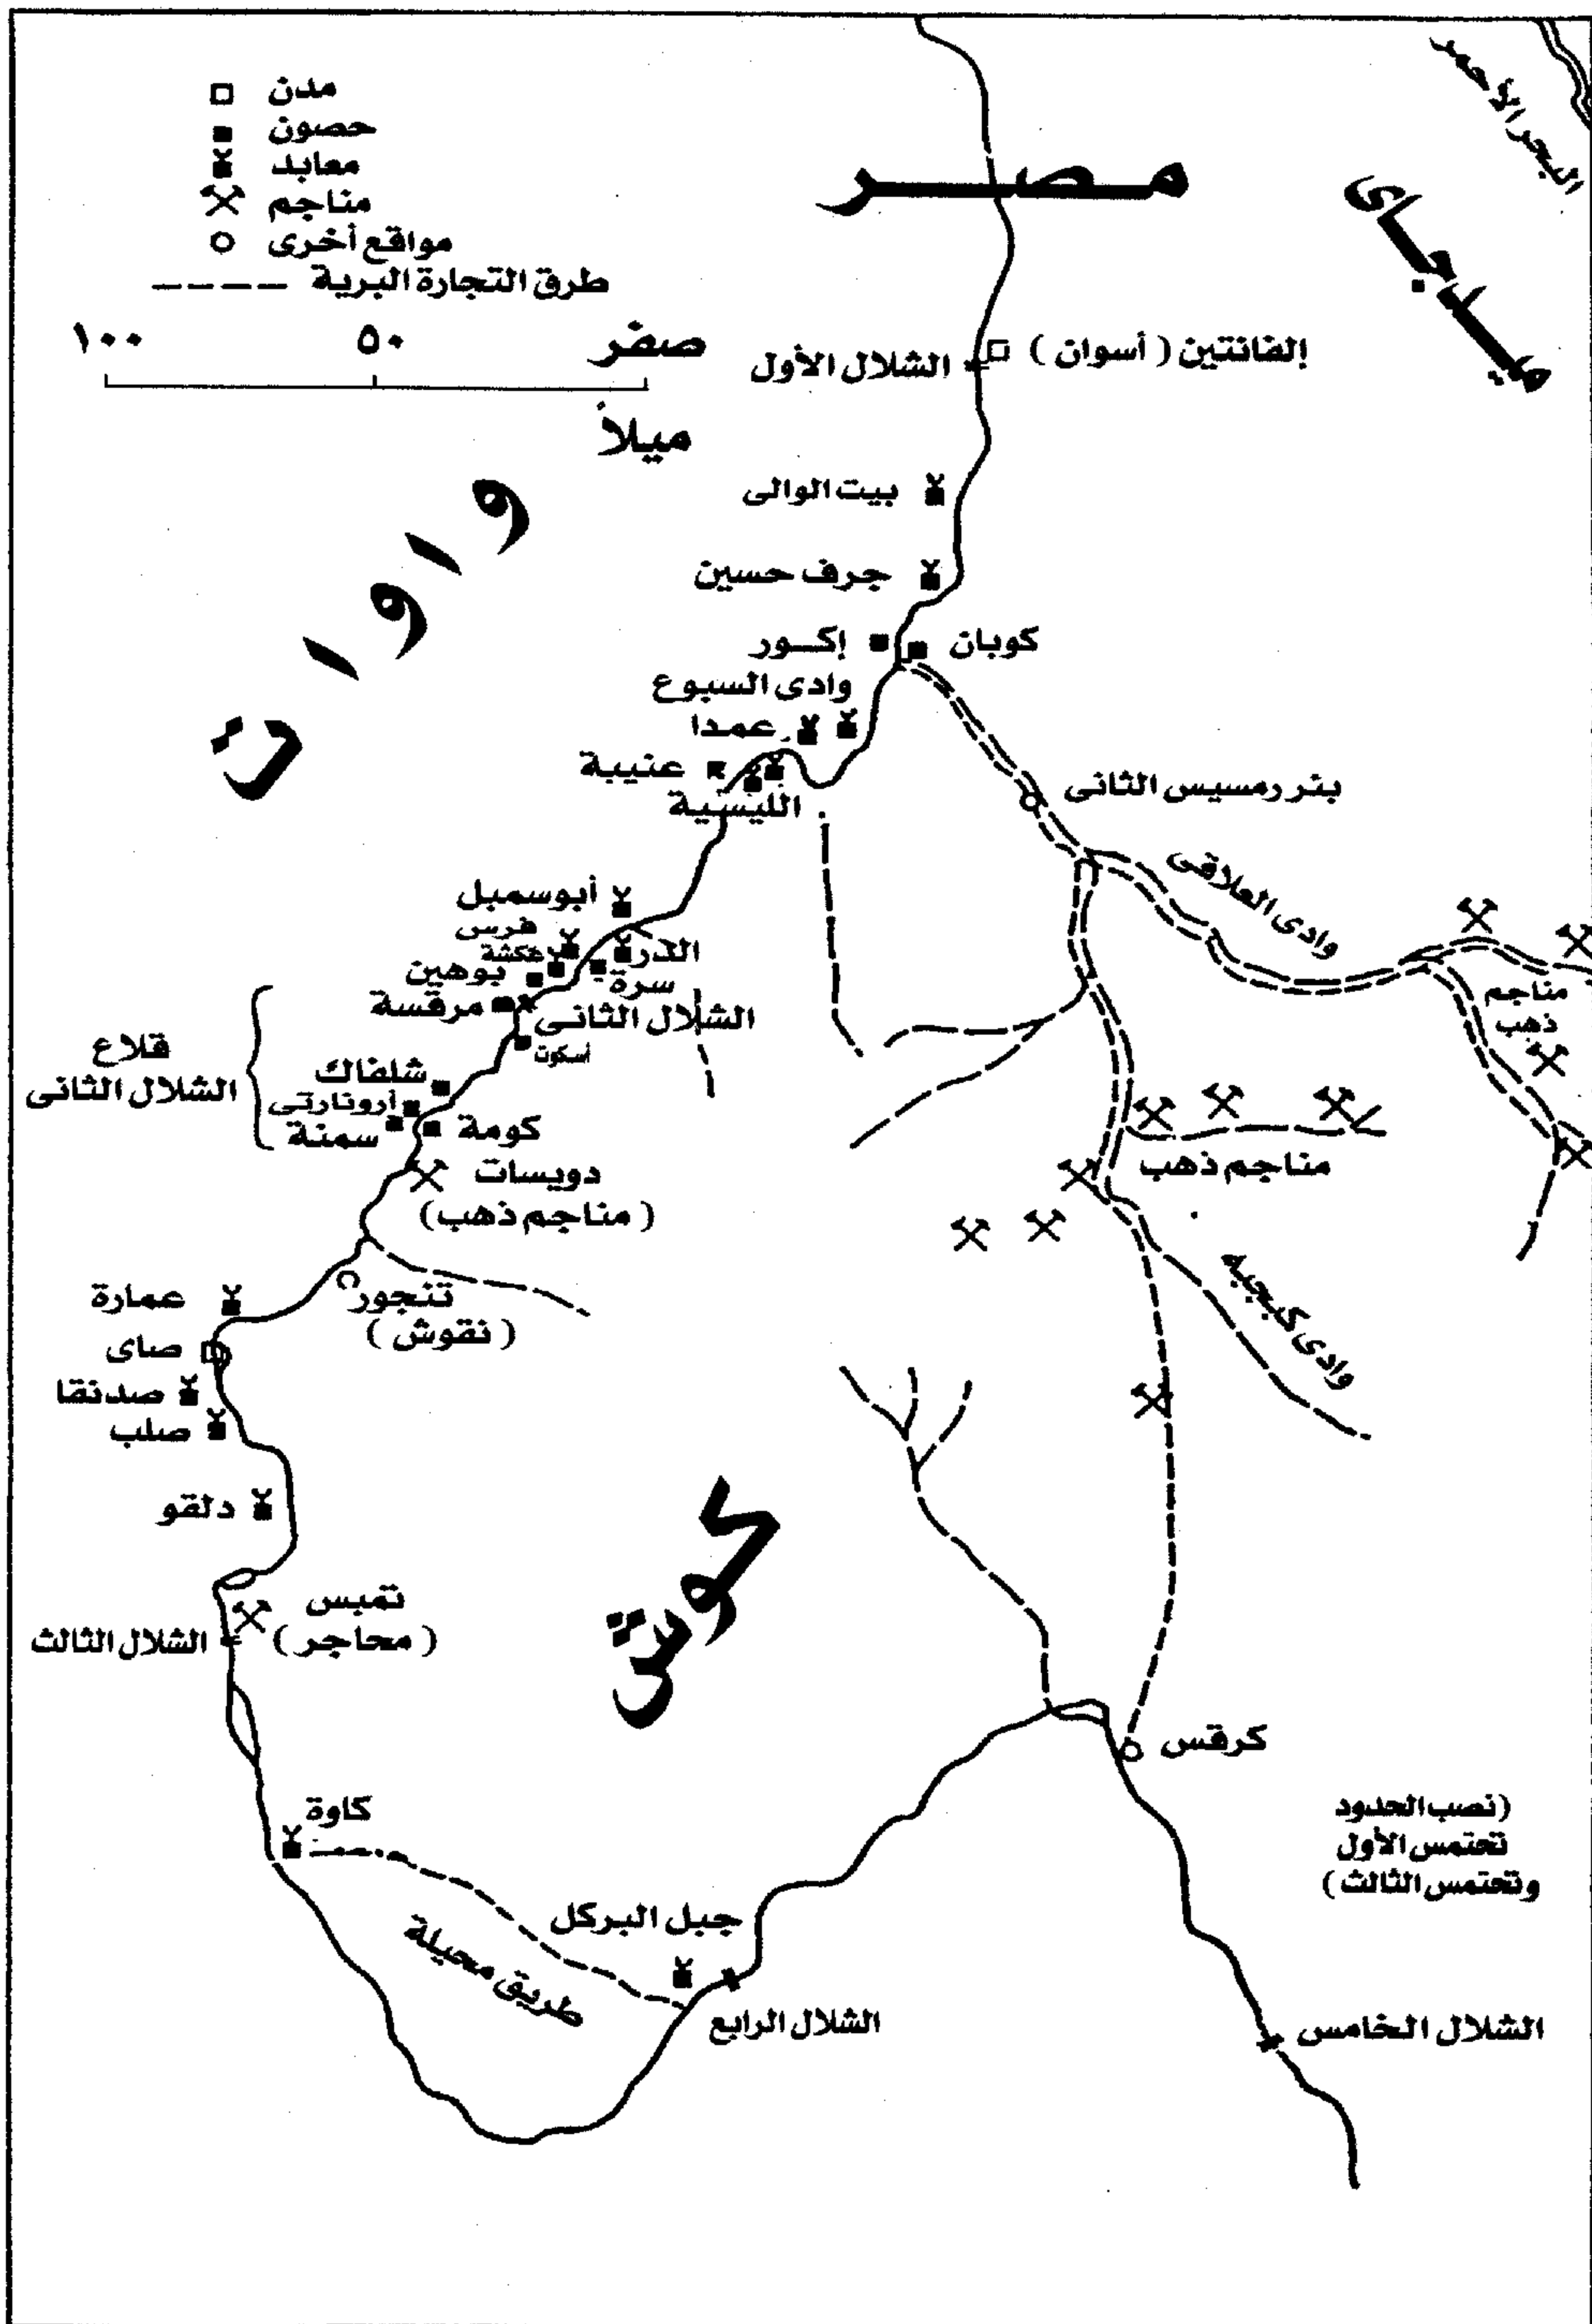 مدن
حصون
معابد
مناجم
مواقع أخرى
طرق التجارة البرية
صفر ٥٠ ١٠٠
ميلاً
البحر الأحمر
مصر
ميدجاى
إلفانتين (أسوان)
الشلال الأول
واوات
بيت الوالى
جرف حسين
كوبان
إكور
وادى السبوع
عمدا
عنيبة
الليسية
بئر رمسيس الثانى
وادى العلاقى
أبو سمبل
فرس
عكشة
الدر
بوهين
سرة
مرقسة
الشلال الثانى
أسكوت
مناجم
ذهب
قلاع
الشلال الثانى
شلفاك
أرونارتى
سمنة
كومة
دويسات
(مناجم ذهب)
مناجم ذهب
تنجور
(نقوش)
وادى كبجبه
عمارة
صاى
صدنقا
صلب
دلقو
كوش
تمبس
(محاجر)
الشلال الثالث
كرقس
(نصب الحدود
تحتمس الأول
وتحتمس الثالث)
كاوة
طريق محيلة
جبل البركل
الشلال الرابع
الشلال الخامس